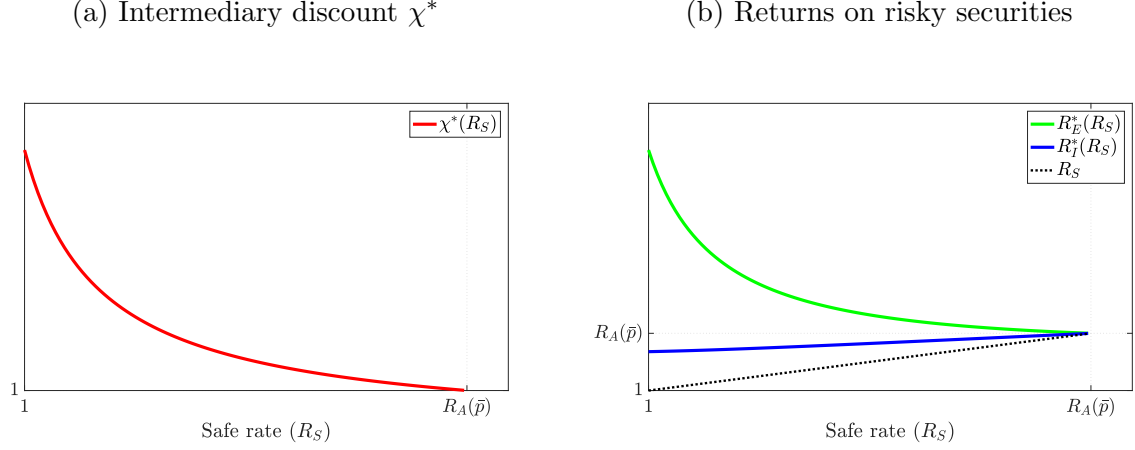 (a) Intermediary discount χ*
χ*(R_S)
1
1
R_A(p̄)
Safe rate (R_S)
(b) Returns on risky securities
R*_E(R_S)
R*_I(R_S)
R_S
R_A(p̄)
1
1
R_A(p̄)
Safe rate (R_S)